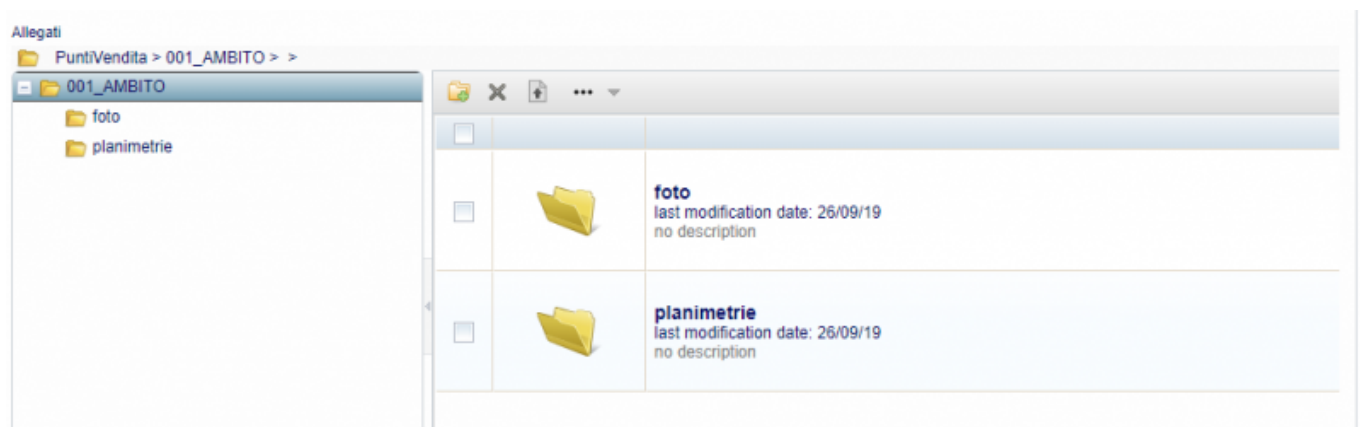 Allegati
PuntiVendita > 001_AMBITO > >
001_AMBITO
foto
planimetrie
foto
last modification date: 26/09/19
no description
planimetrie
last modification date: 26/09/19
no description